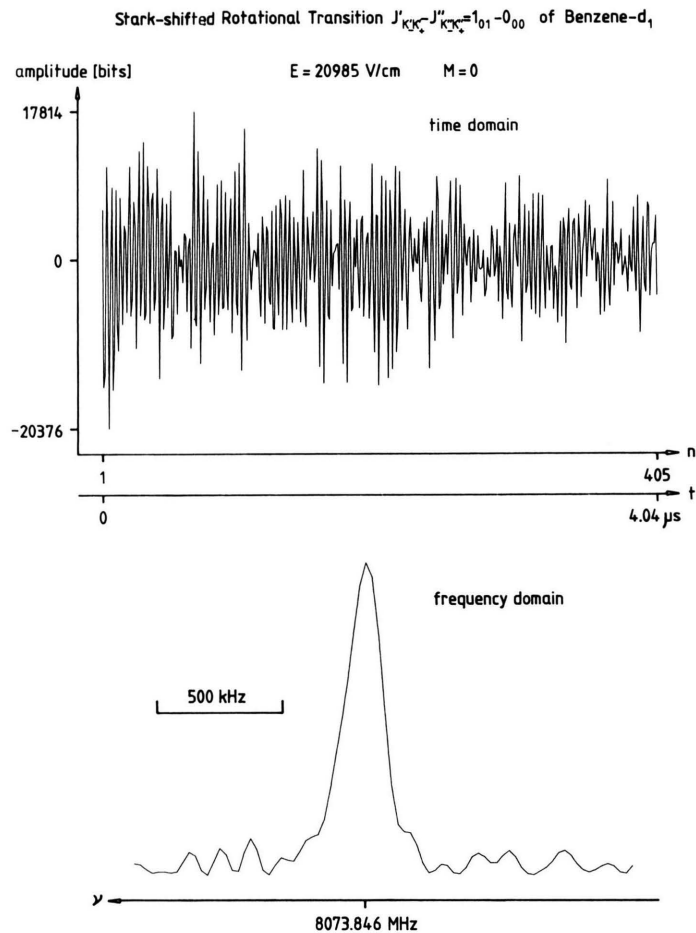 Stark-shifted Rotational Transition J'K'₋K'₊-J"K"₋K"₊=1₀₁-0₀₀ of Benzene-d₁
amplitude [bits] E = 20985 V/cm M=0
17814
time domain
0
-20376
n
1 405
t
0 4.04 µs
frequency domain
500 kHz
ν
8073.846 MHz